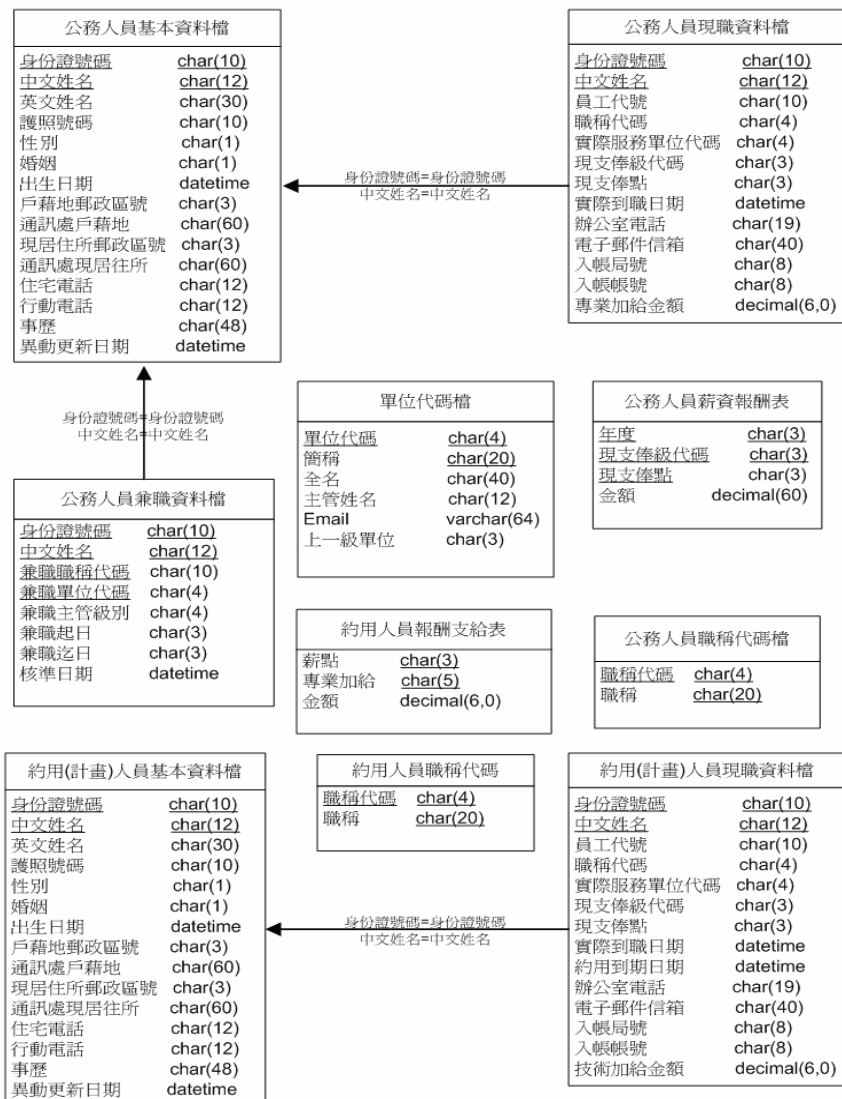 公務人員基本資料檔
身份證號碼 char(10)
中文姓名 char(12)
英文姓名 char(30)
護照號碼 char(10)
性別 char(1)
婚姻 char(1)
出生日期 datetime
戶藉地郵政區號 char(3)
通訊處戶藉地 char(60)
現居住所郵政區號 char(3)
通訊處現居往所 char(60)
住宅電話 char(12)
行動電話 char(12)
事歷 char(48)
異動更新日期 datetime
身份證號碼=身份證號碼
中文姓名=中文姓名
公務人員現職資料檔
身份證號碼 char(10)
中文姓名 char(12)
員工代號 char(10)
職稱代碼 char(4)
實際服務單位代碼 char(4)
現支俸級代碼 char(3)
現支俸點 char(3)
實際到職日期 datetime
辦公室電話 char(19)
電子郵件信箱 char(40)
入帳局號 char(8)
入帳帳號 char(8)
專業加給金額 decimal(6,0)
身份證號碼=身份證號碼
中文姓名=中文姓名
公務人員兼職資料檔
身份證號碼 char(10)
中文姓名 char(12)
兼職職稱代碼 char(10)
兼職單位代碼 char(4)
兼職主管級別 char(4)
兼職起日 char(3)
兼職迄日 char(3)
核準日期 datetime
單位代碼檔
單位代碼 char(4)
簡稱 char(20)
全名 char(40)
主管姓名 char(12)
Email varchar(64)
上一級單位 char(3)
公務人員薪資報酬表
年度 char(3)
現支俸級代碼 char(3)
現支俸點 char(3)
金額 decimal(60)
約用人員報酬支給表
薪點 char(3)
專業加給 char(5)
金額 decimal(6,0)
公務人員職稱代碼檔
職稱代碼 char(4)
職稱 char(20)
約用(計畫)人員基本資料檔
身份證號碼 char(10)
中文姓名 char(12)
英文姓名 char(30)
護照號碼 char(10)
性別 char(1)
婚姻 char(1)
出生日期 datetime
戶藉地郵政區號 char(3)
通訊處戶藉地 char(60)
現居住所郵政區號 char(3)
通訊處現居往所 char(60)
住宅電話 char(12)
行動電話 char(12)
事歷 char(48)
異動更新日期 datetime
約用人員職稱代碼
職稱代碼 char(4)
職稱 char(20)
身份證號碼=身份證號碼
中文姓名=中文姓名
約用(計畫)人員現職資料檔
身份證號碼 char(10)
中文姓名 char(12)
員工代號 char(10)
職稱代碼 char(4)
實際服務單位代碼 char(4)
現支俸級代碼 char(3)
現支俸點 char(3)
實際到職日期 datetime
約用到期日期 datetime
辦公室電話 char(19)
電子郵件信箱 char(40)
入帳局號 char(8)
入帳帳號 char(8)
技術加給金額 decimal(6,0)